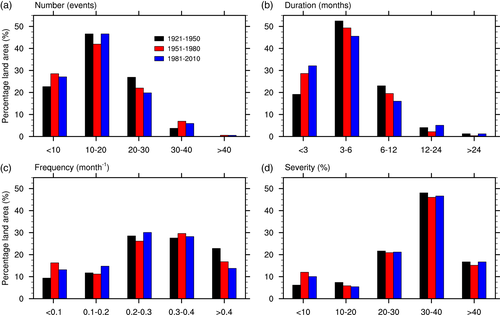 (a) Number (events)
Percentage land area (%)
50
40
30
20
10
0
1921-1950
1951-1980
1981-2010
<10 10-20 20-30 30-40 >40
(b) Duration (months)
50
40
30
20
10
0
<3 3-6 6-12 12-24 >24
(c) Frequency (month-1)
Percentage land area (%)
50
40
30
20
10
0
<0.1 0.1-0.2 0.2-0.3 0.3-0.4 >0.4
(d) Severity (%)
50
40
30
20
10
0
<10 10-20 20-30 30-40 >40